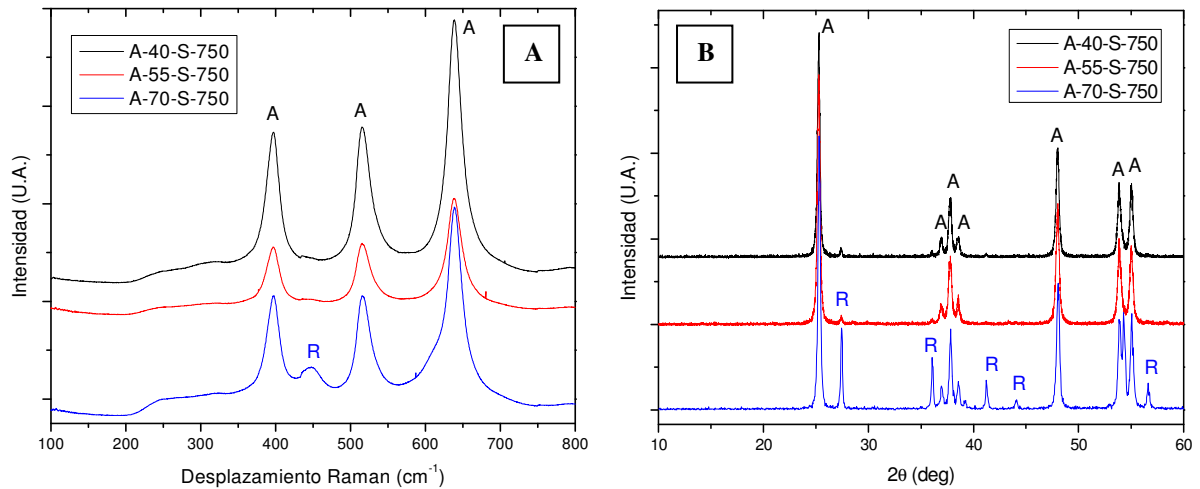 A
A-40-S-750
A-55-S-750
A-70-S-750
A
A
A
R
Intensidad (U.A.)
100 200 300 400 500 600 700 800
Desplazamiento Raman (cm⁻¹)
B
A-40-S-750
A-55-S-750
A-70-S-750
A
A
A
A
A
A
A
R
R
R
R
R
Intensidad (U.A.)
10 20 30 40 50 60
2θ (deg)